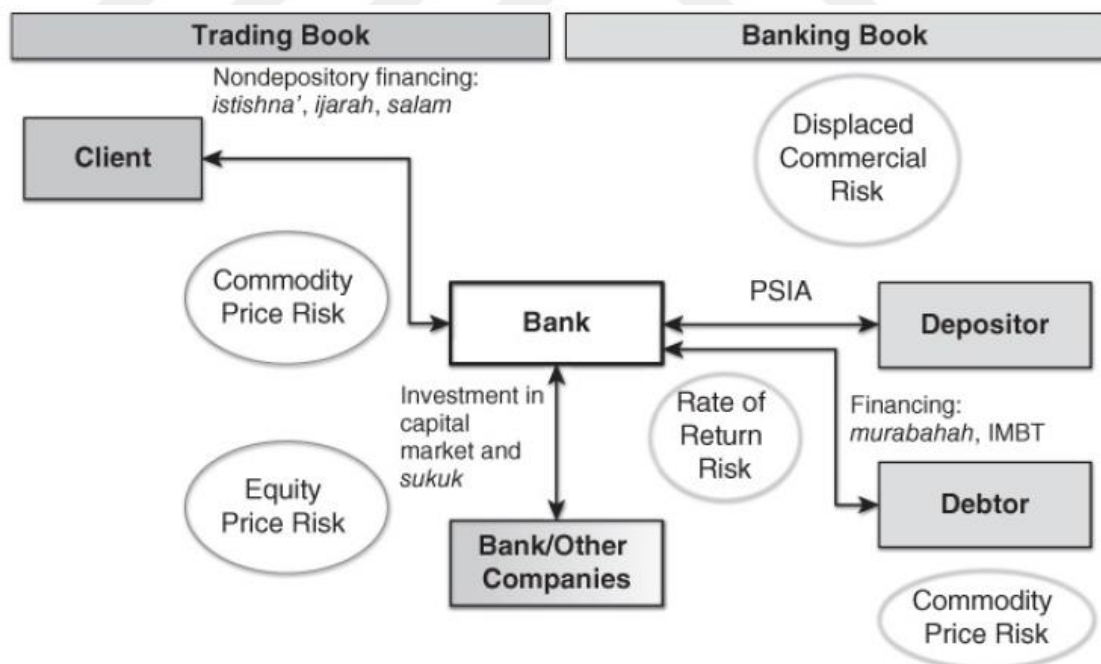 Trading Book
Banking Book
Nondepository financing:
istishna’, ijarah, salam
Client
Displaced
Commercial
Risk
Commodity
Price Risk
Bank
PSIA
Depositor
Investment in
capital
market and
sukuk
Rate of
Return
Risk
Financing:
murabahah, IMBT
Equity
Price Risk
Debtor
Bank/Other
Companies
Commodity
Price Risk